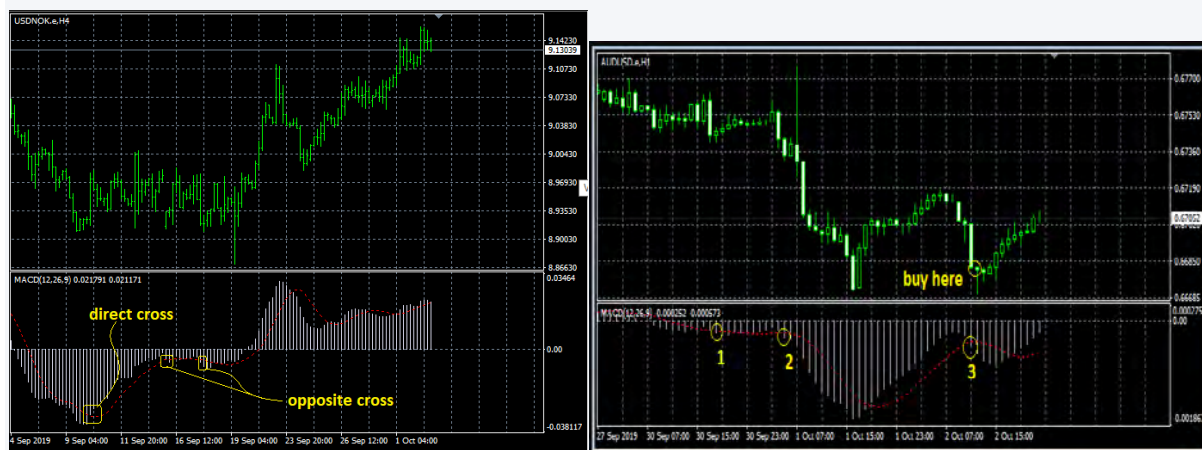 USDNOK.e,H4
9.14230
9.13039
9.10730
9.07330
9.03830
9.00430
8.96930
8.93530
8.90030
8.86630
MACD(12,26,9) 0.021791 0.021171
0.03464
direct cross
0.00
opposite cross
-0.038117
4 Sep 2019 9 Sep 04:00 11 Sep 20:00 16 Sep 12:00 19 Sep 04:00 23 Sep 20:00 26 Sep 12:00 1 Oct 04:00
AUDUSD.e,H1
0.67700
0.67530
0.67360
0.67190
0.67052
0.66850
buy here
0.66685
MACD(12,26,9)
0.000279
0.00
1
2
3
-0.00186
27 Sep 2019 30 Sep 07:00 30 Sep 15:00 30 Sep 23:00 1 Oct 07:00 1 Oct 15:00 1 Oct 23:00 2 Oct 07:00 2 Oct 15:00